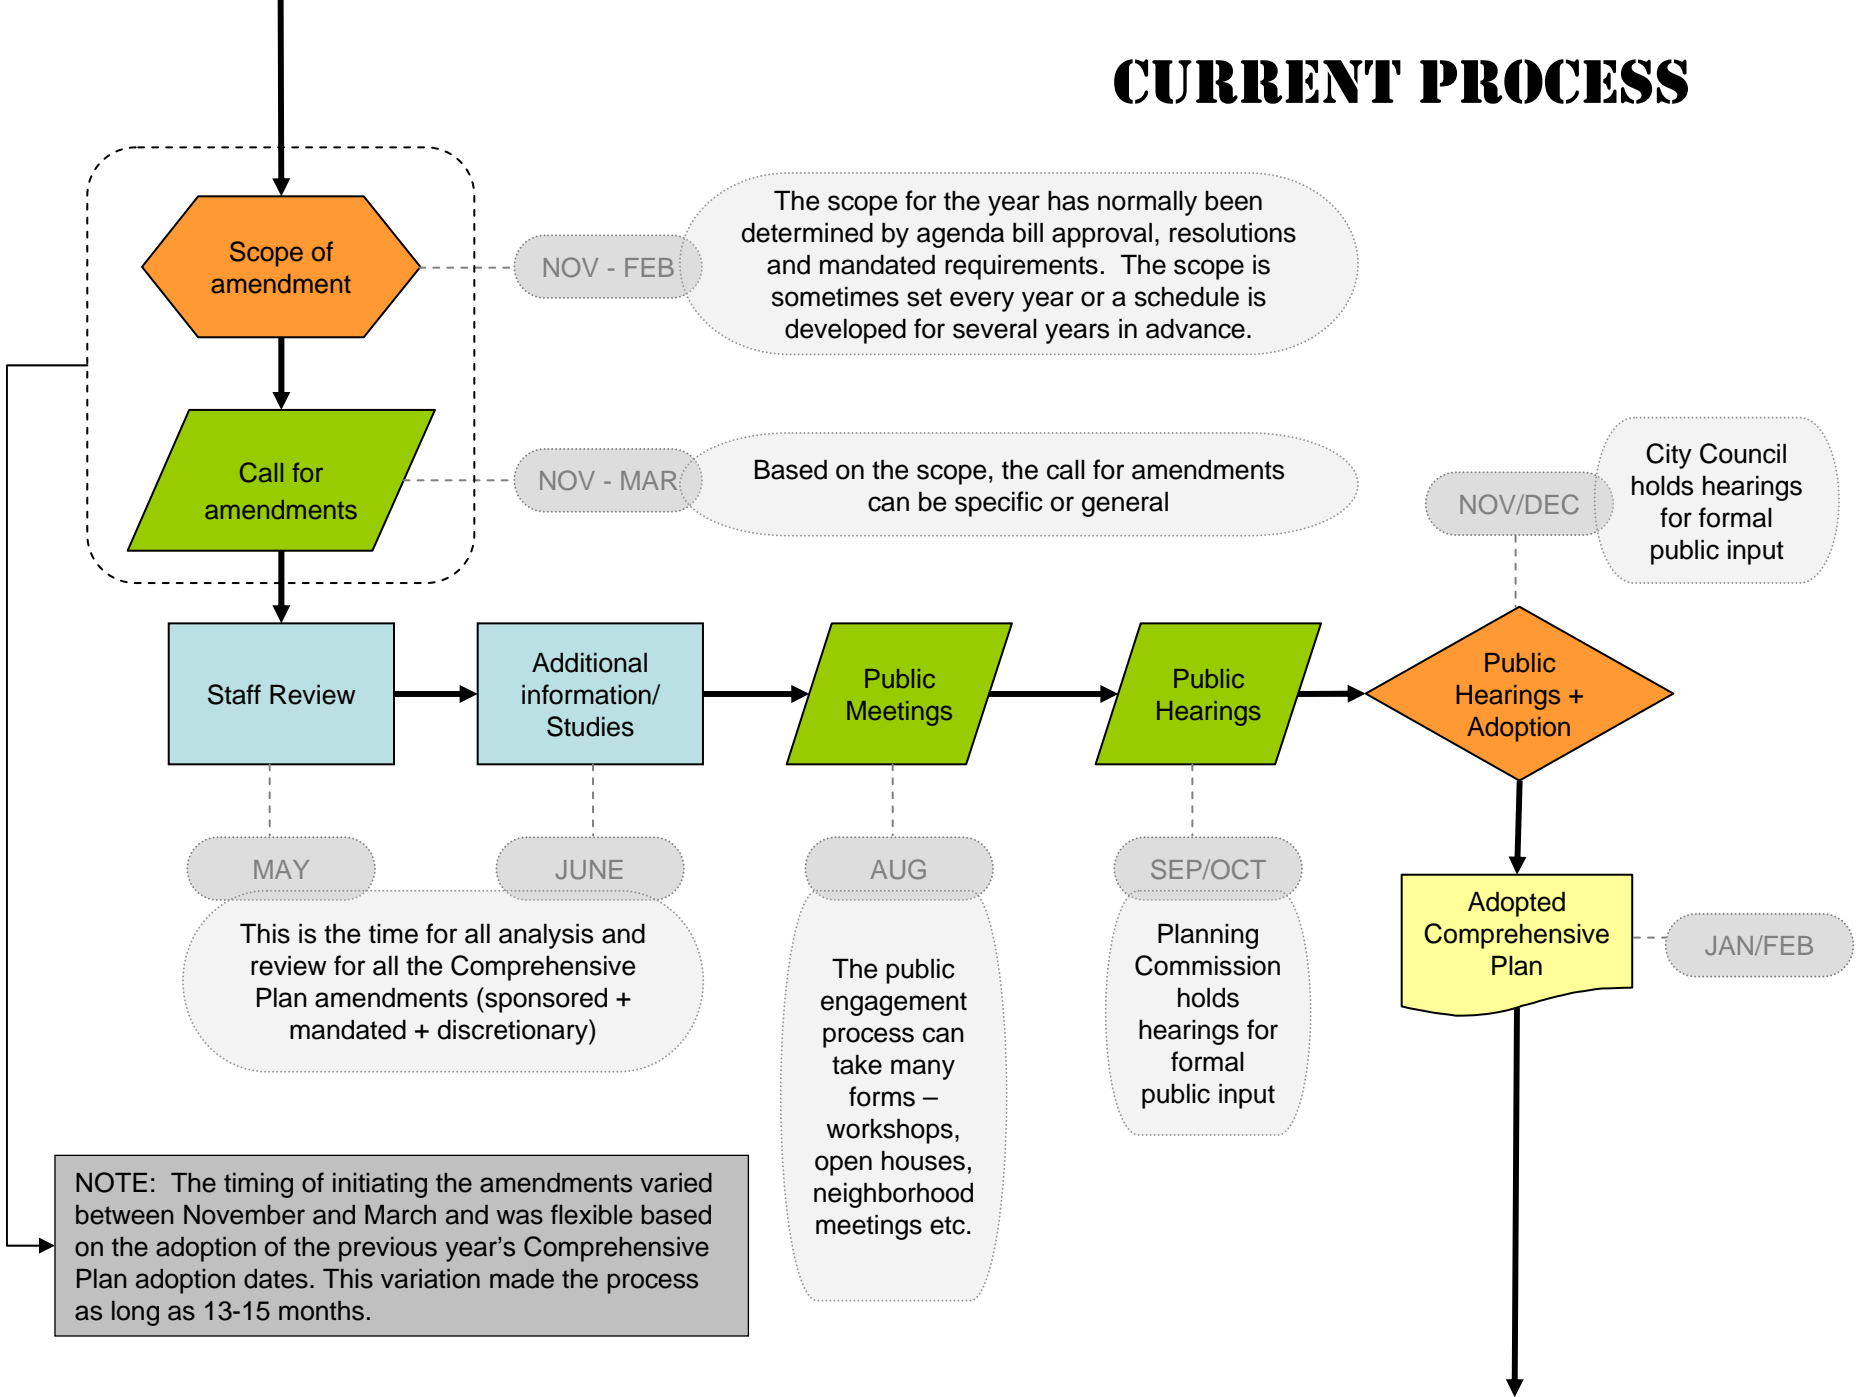 CURRENT PROCESS
Scope of
amendment
NOV - FEB
The scope for the year has normally been
determined by agenda bill approval, resolutions
and mandated requirements.  The scope is
sometimes set every year or a schedule is
developed for several years in advance.
Call for
amendments
NOV - MAR
Based on the scope, the call for amendments
can be specific or general
NOV/DEC
City Council
holds hearings
for formal
public input
Staff Review
Additional
information/
Studies
Public
Meetings
Public
Hearings
Public
Hearings +
Adoption
MAY
JUNE
This is the time for all analysis and
review for all the Comprehensive
Plan amendments (sponsored +
mandated + discretionary)
AUG
The public
engagement
process can
take many
forms –
workshops,
open houses,
neighborhood
meetings etc.
SEP/OCT
Planning
Commission
holds
hearings for
formal
public input
Adopted
Comprehensive
Plan
JAN/FEB
NOTE:  The timing of initiating the amendments varied
between November and March and was flexible based
on the adoption of the previous year’s Comprehensive
Plan adoption dates. This variation made the process
as long as 13-15 months.